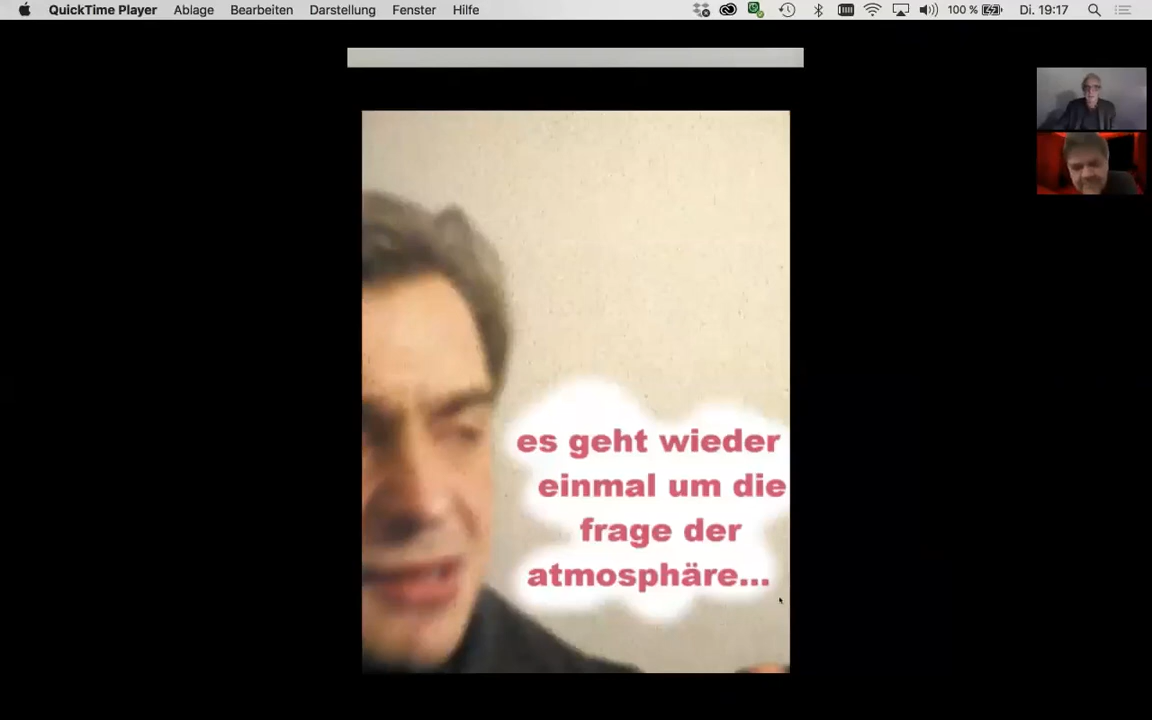 QuickTime Player Ablage Bearbeiten Darstellung Fenster Hilfe 100 % Di. 19:17
es geht wieder
einmal um die
frage der
atmosphäre...